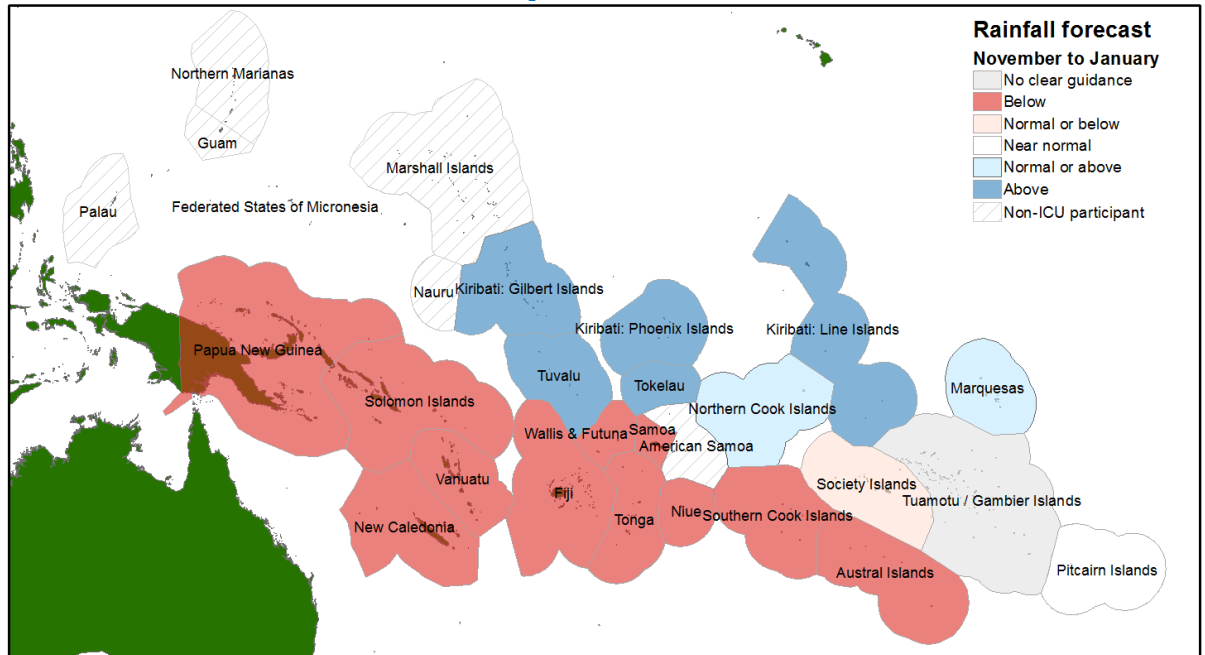 Rainfall forecast
November to January
No clear guidance
Below
Normal or below
Near normal
Normal or above
Above
Non-ICU participant
Northern Marianas
Guam
Marshall Islands
Palau
Federated States of Micronesia
Nauru
Kiribati: Gilbert Islands
Kiribati: Phoenix Islands
Kiribati: Line Islands
Papua New Guinea
Tuvalu
Tokelau
Marquesas
Solomon Islands
Northern Cook Islands
Wallis & Futuna
Samoa
American Samoa
Vanuatu
Fiji
Society Islands
Tuamotu / Gambier Islands
New Caledonia
Tonga
Niue
Southern Cook Islands
Austral Islands
Pitcairn Islands